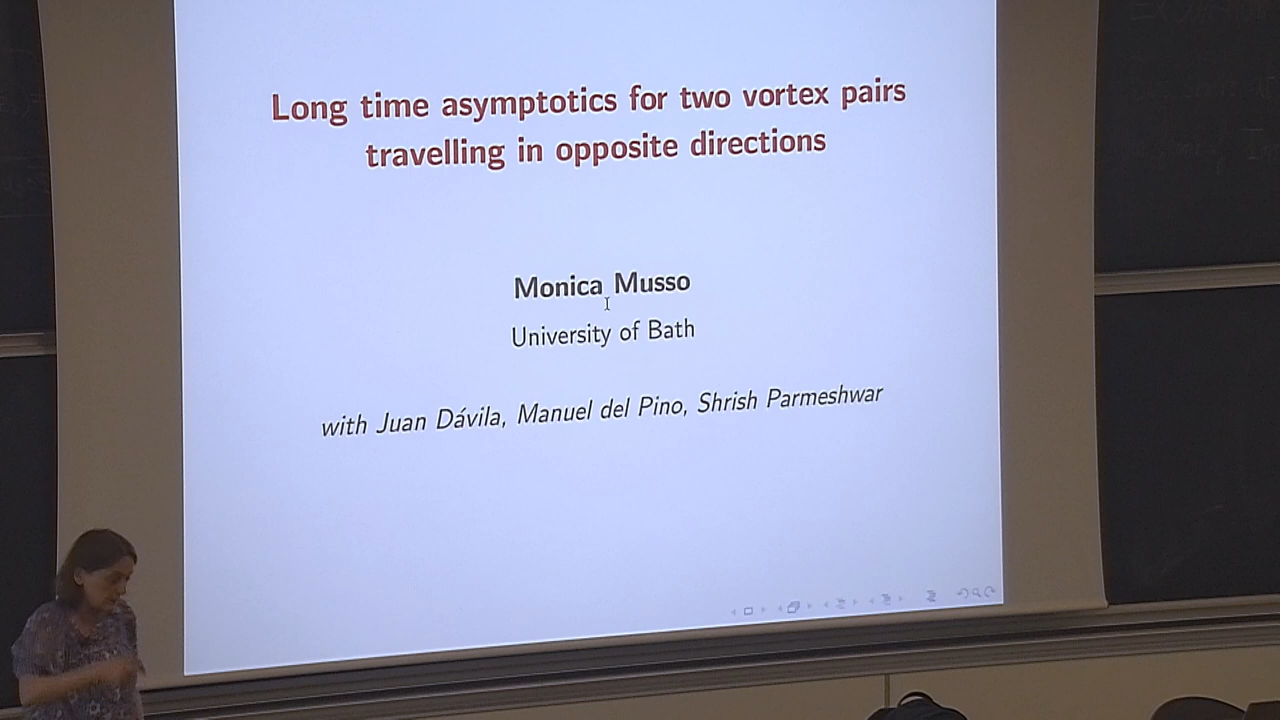 Long time asymptotics for two vortex pairs
travelling in opposite directions
Monica Musso
University of Bath
with Juan Dávila, Manuel del Pino, Shrish Parmeshwar